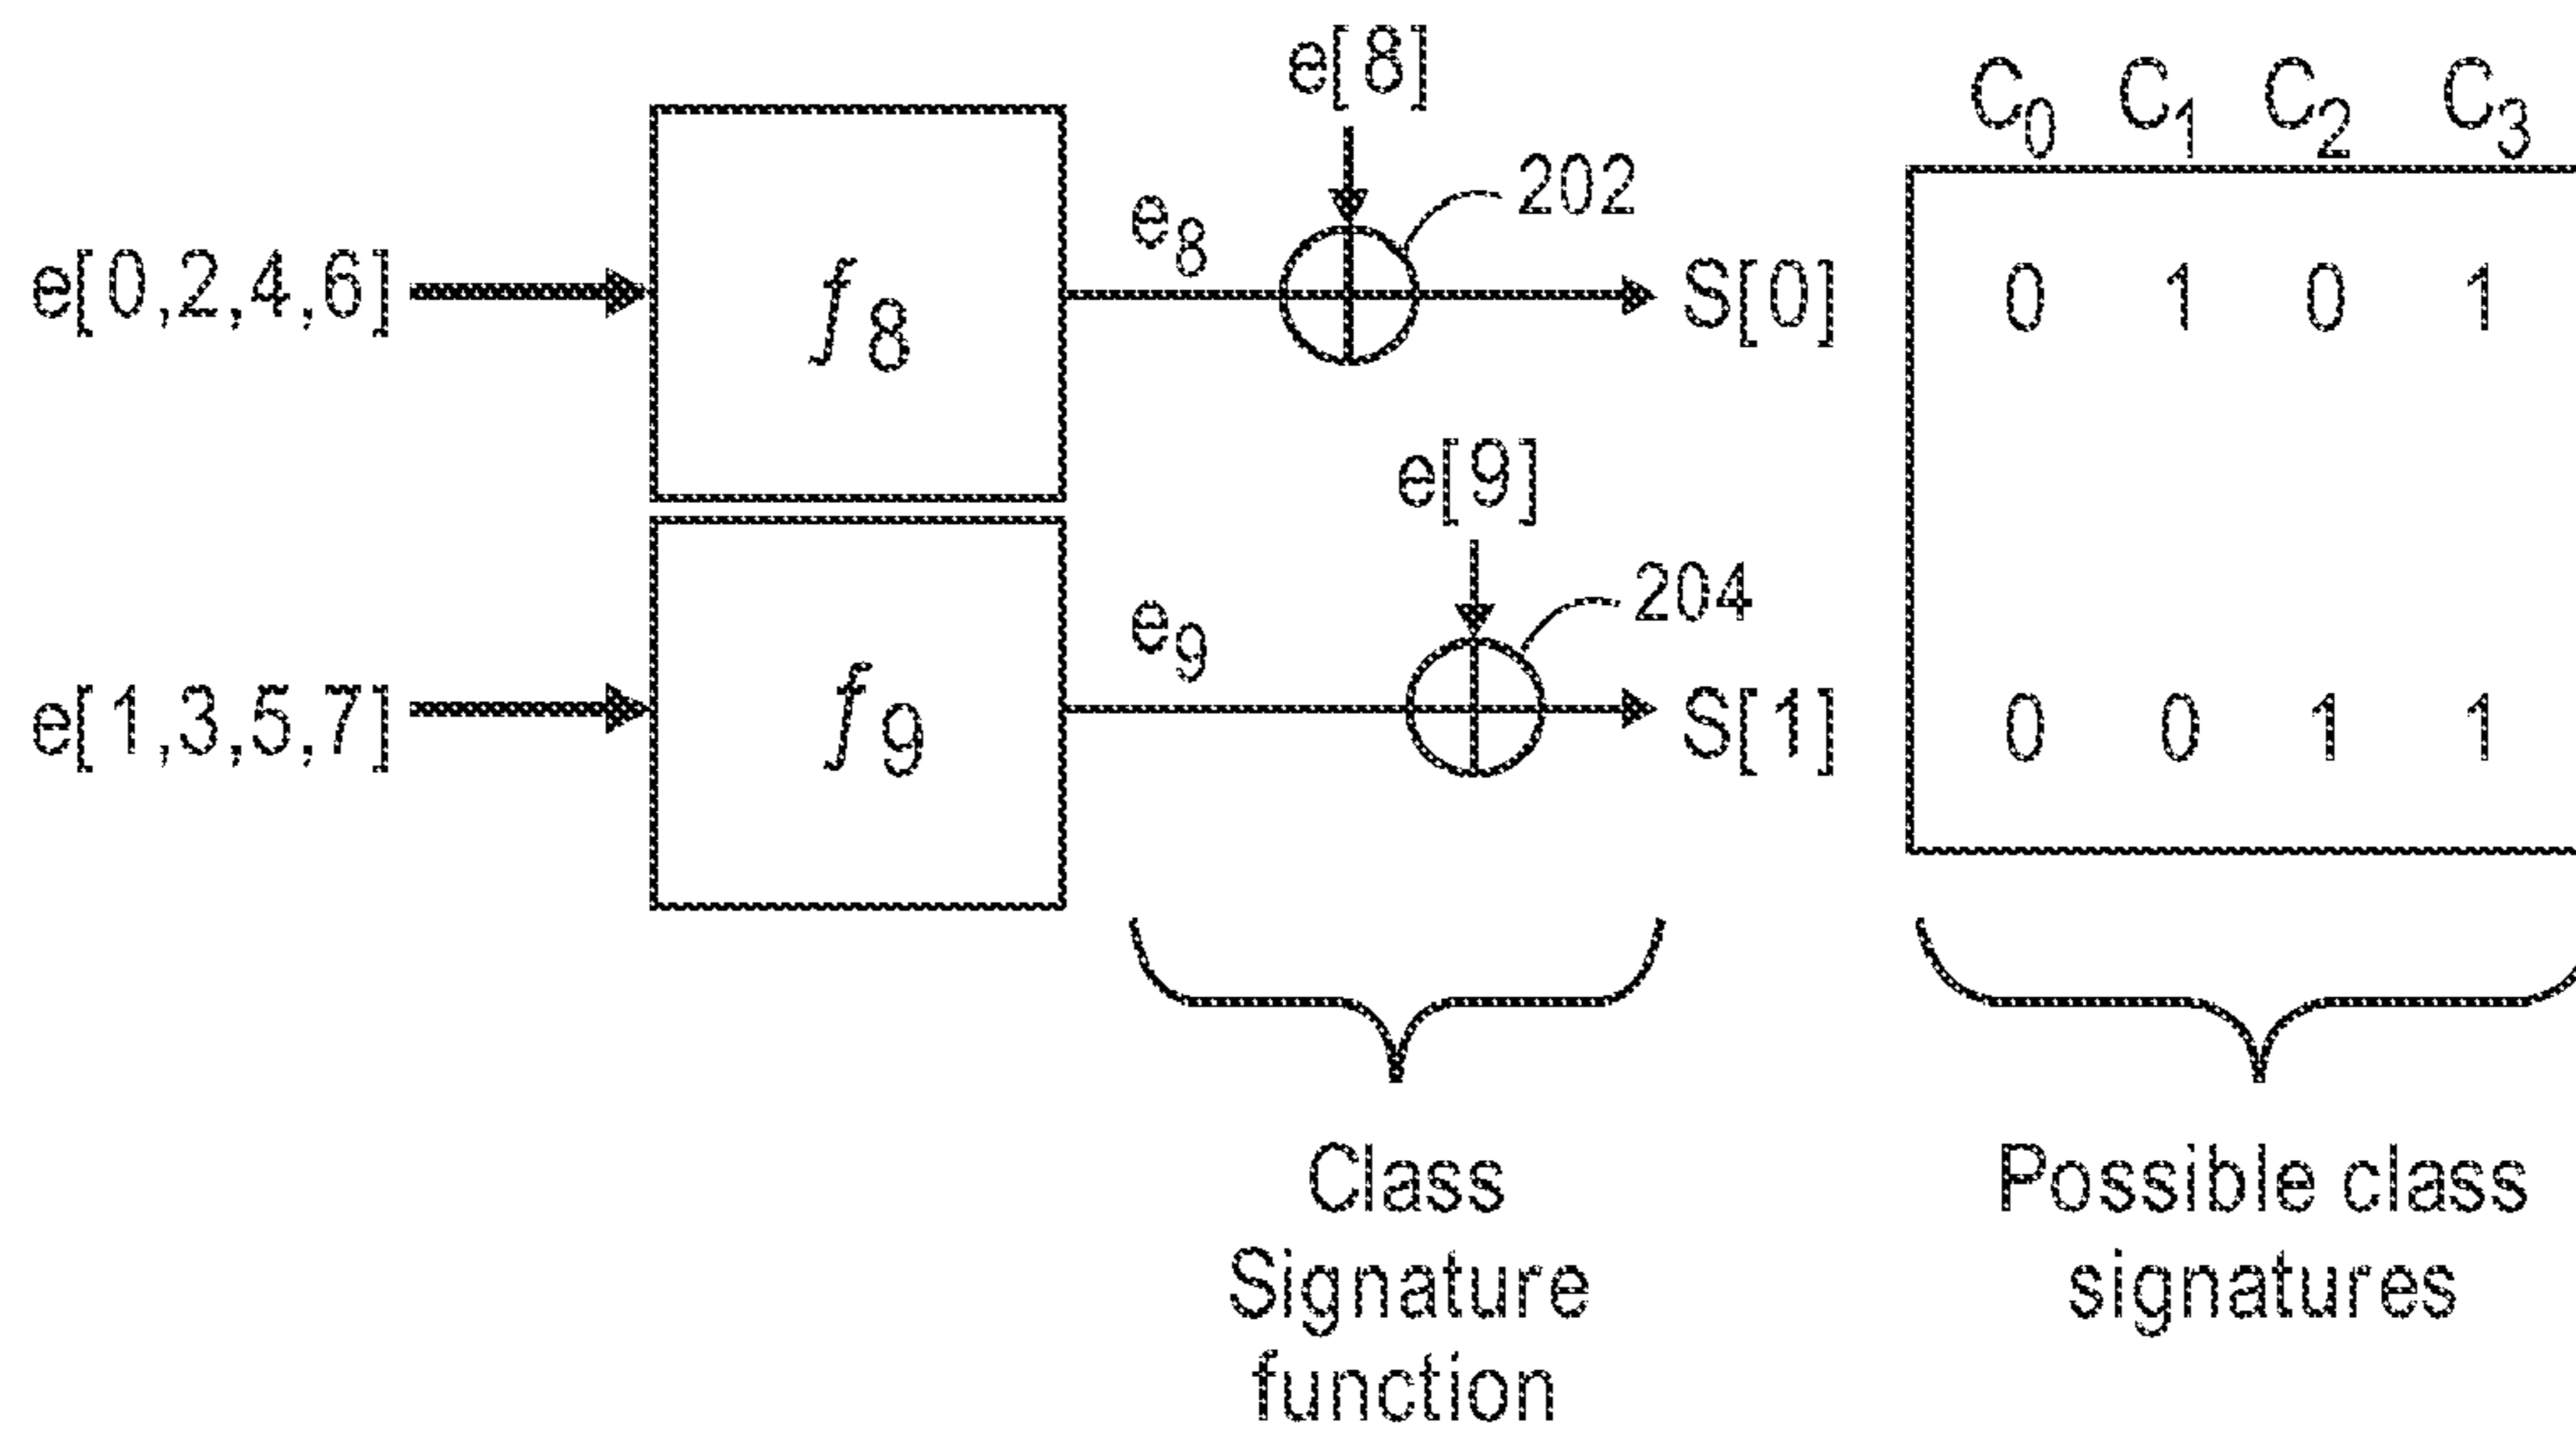 e[8]
C0 C1 C2 C3
202
e[0,2,4,6]
f8
e8
S[0]
0 1 0 1
e[9]
204
e[1,3,5,7]
f9
e9
S[1]
0 0 1 1
Class
Signature
function
Possible class
signatures